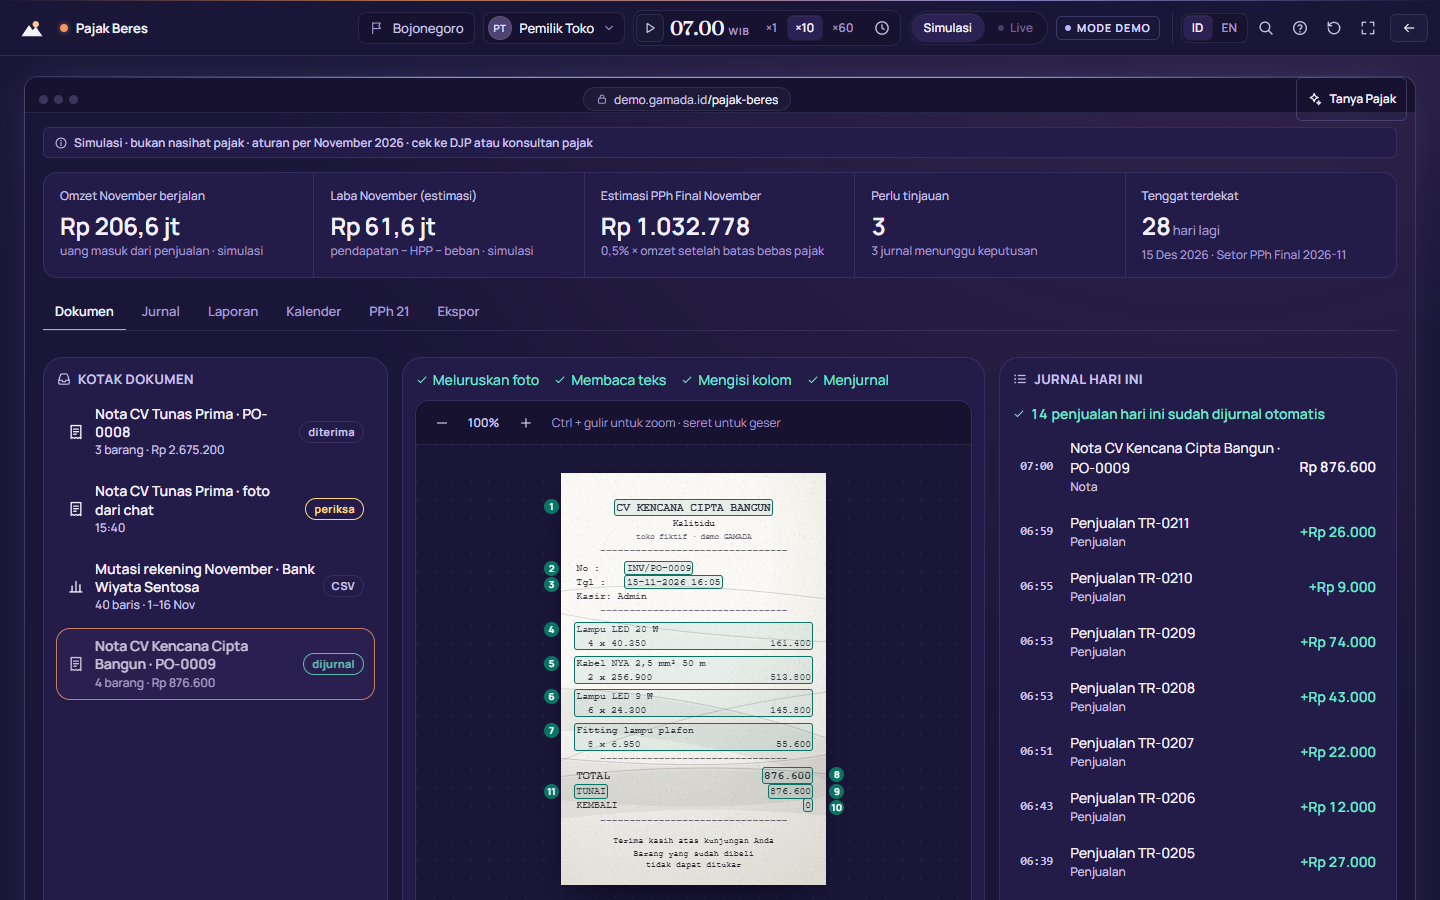 Pajak Beres
Bojonegoro
PT Pemilik Toko
07.00 WIB ×1 ×10 ×60
Simulasi Live
MODE DEMO
ID EN
demo.gamada.id/pajak-beres
Tanya Pajak
Simulasi · bukan nasihat pajak · aturan per November 2026 · cek ke DJP atau konsultan pajak
Omzet November berjalan
Rp 206,6 jt
uang masuk dari penjualan · simulasi
Laba November (estimasi)
Rp 61,6 jt
pendapatan − HPP − beban · simulasi
Estimasi PPh Final November
Rp 1.032.778
0,5% × omzet setelah batas bebas pajak
Perlu tinjauan
3
3 jurnal menunggu keputusan
Tenggat terdekat
28 hari lagi
15 Des 2026 · Setor PPh Final 2026-11
Dokumen Jurnal Laporan Kalender PPh 21 Ekspor
KOTAK DOKUMEN
Nota CV Tunas Prima · PO-
0008
3 barang · Rp 2.675.200
diterima
Nota CV Tunas Prima · foto
dari chat
15:40
periksa
Mutasi rekening November · Bank
Wiyata Sentosa
40 baris · 1–16 Nov
CSV
Nota CV Kencana Cipta
Bangun · PO-0009
4 barang · Rp 876.600
dijurnal
Meluruskan foto Membaca teks Mengisi kolom Menjurnal
100% Ctrl + gulir untuk zoom · seret untuk geser
1 CV KENCANA CIPTA BANGUN
Kalitidu
toko fiktif · demo GAMADA
2 No : INV/PO-0009
3 Tgl : 15-11-2026 16:05
Kasir: Admin
4 Lampu LED 20 W
4 x 40.350 161.400
5 Kabel NYA 2,5 mm² 50 m
2 x 256.900 513.800
6 Lampu LED 9 W
6 x 24.300 145.800
7 Fitting lampu plafon
8 x 6.950 55.600
TOTAL 876.600 8
11 TUNAI 876.600 9
KEMBALI 0 10
Terima kasih atas kunjungan Anda
Barang yang sudah dibeli
tidak dapat ditukar
JURNAL HARI INI
14 penjualan hari ini sudah dijurnal otomatis
07:00 Nota CV Kencana Cipta Bangun ·
PO-0009
Nota
Rp 876.600
06:59 Penjualan TR-0211 +Rp 26.000
Penjualan
06:55 Penjualan TR-0210 +Rp 9.000
Penjualan
06:53 Penjualan TR-0209 +Rp 74.000
Penjualan
06:53 Penjualan TR-0208 +Rp 43.000
Penjualan
06:51 Penjualan TR-0207 +Rp 22.000
Penjualan
06:43 Penjualan TR-0206 +Rp 12.000
Penjualan
06:39 Penjualan TR-0205 +Rp 27.000
Penjualan